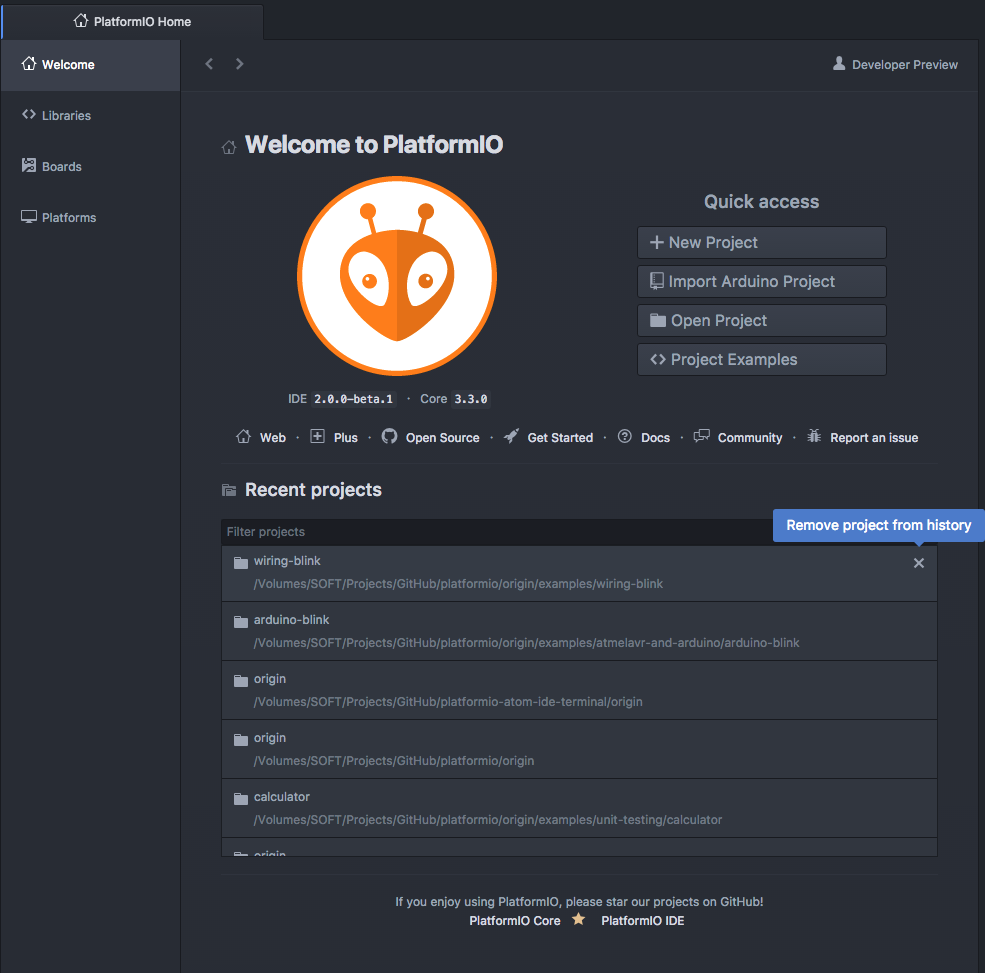 PlatformIO Home
Welcome
Developer Preview
Libraries
Boards
Platforms
Welcome to PlatformIO
Quick access
New Project
Import Arduino Project
Open Project
Project Examples
IDE 2.0.0-beta.1 · Core 3.3.0
Web · Plus · Open Source · Get Started · Docs · Community · Report an issue
Recent projects
Remove project from history
Filter projects
wiring-blink
/Volumes/SOFT/Projects/GitHub/platformio/origin/examples/wiring-blink
arduino-blink
/Volumes/SOFT/Projects/GitHub/platformio/origin/examples/atmelavr-and-arduino/arduino-blink
origin
/Volumes/SOFT/Projects/GitHub/platformio-atom-ide-terminal/origin
origin
/Volumes/SOFT/Projects/GitHub/platformio/origin
calculator
/Volumes/SOFT/Projects/GitHub/platformio/origin/examples/unit-testing/calculator
origin
If you enjoy using PlatformIO, please star our projects on GitHub!
PlatformIO Core PlatformIO IDE